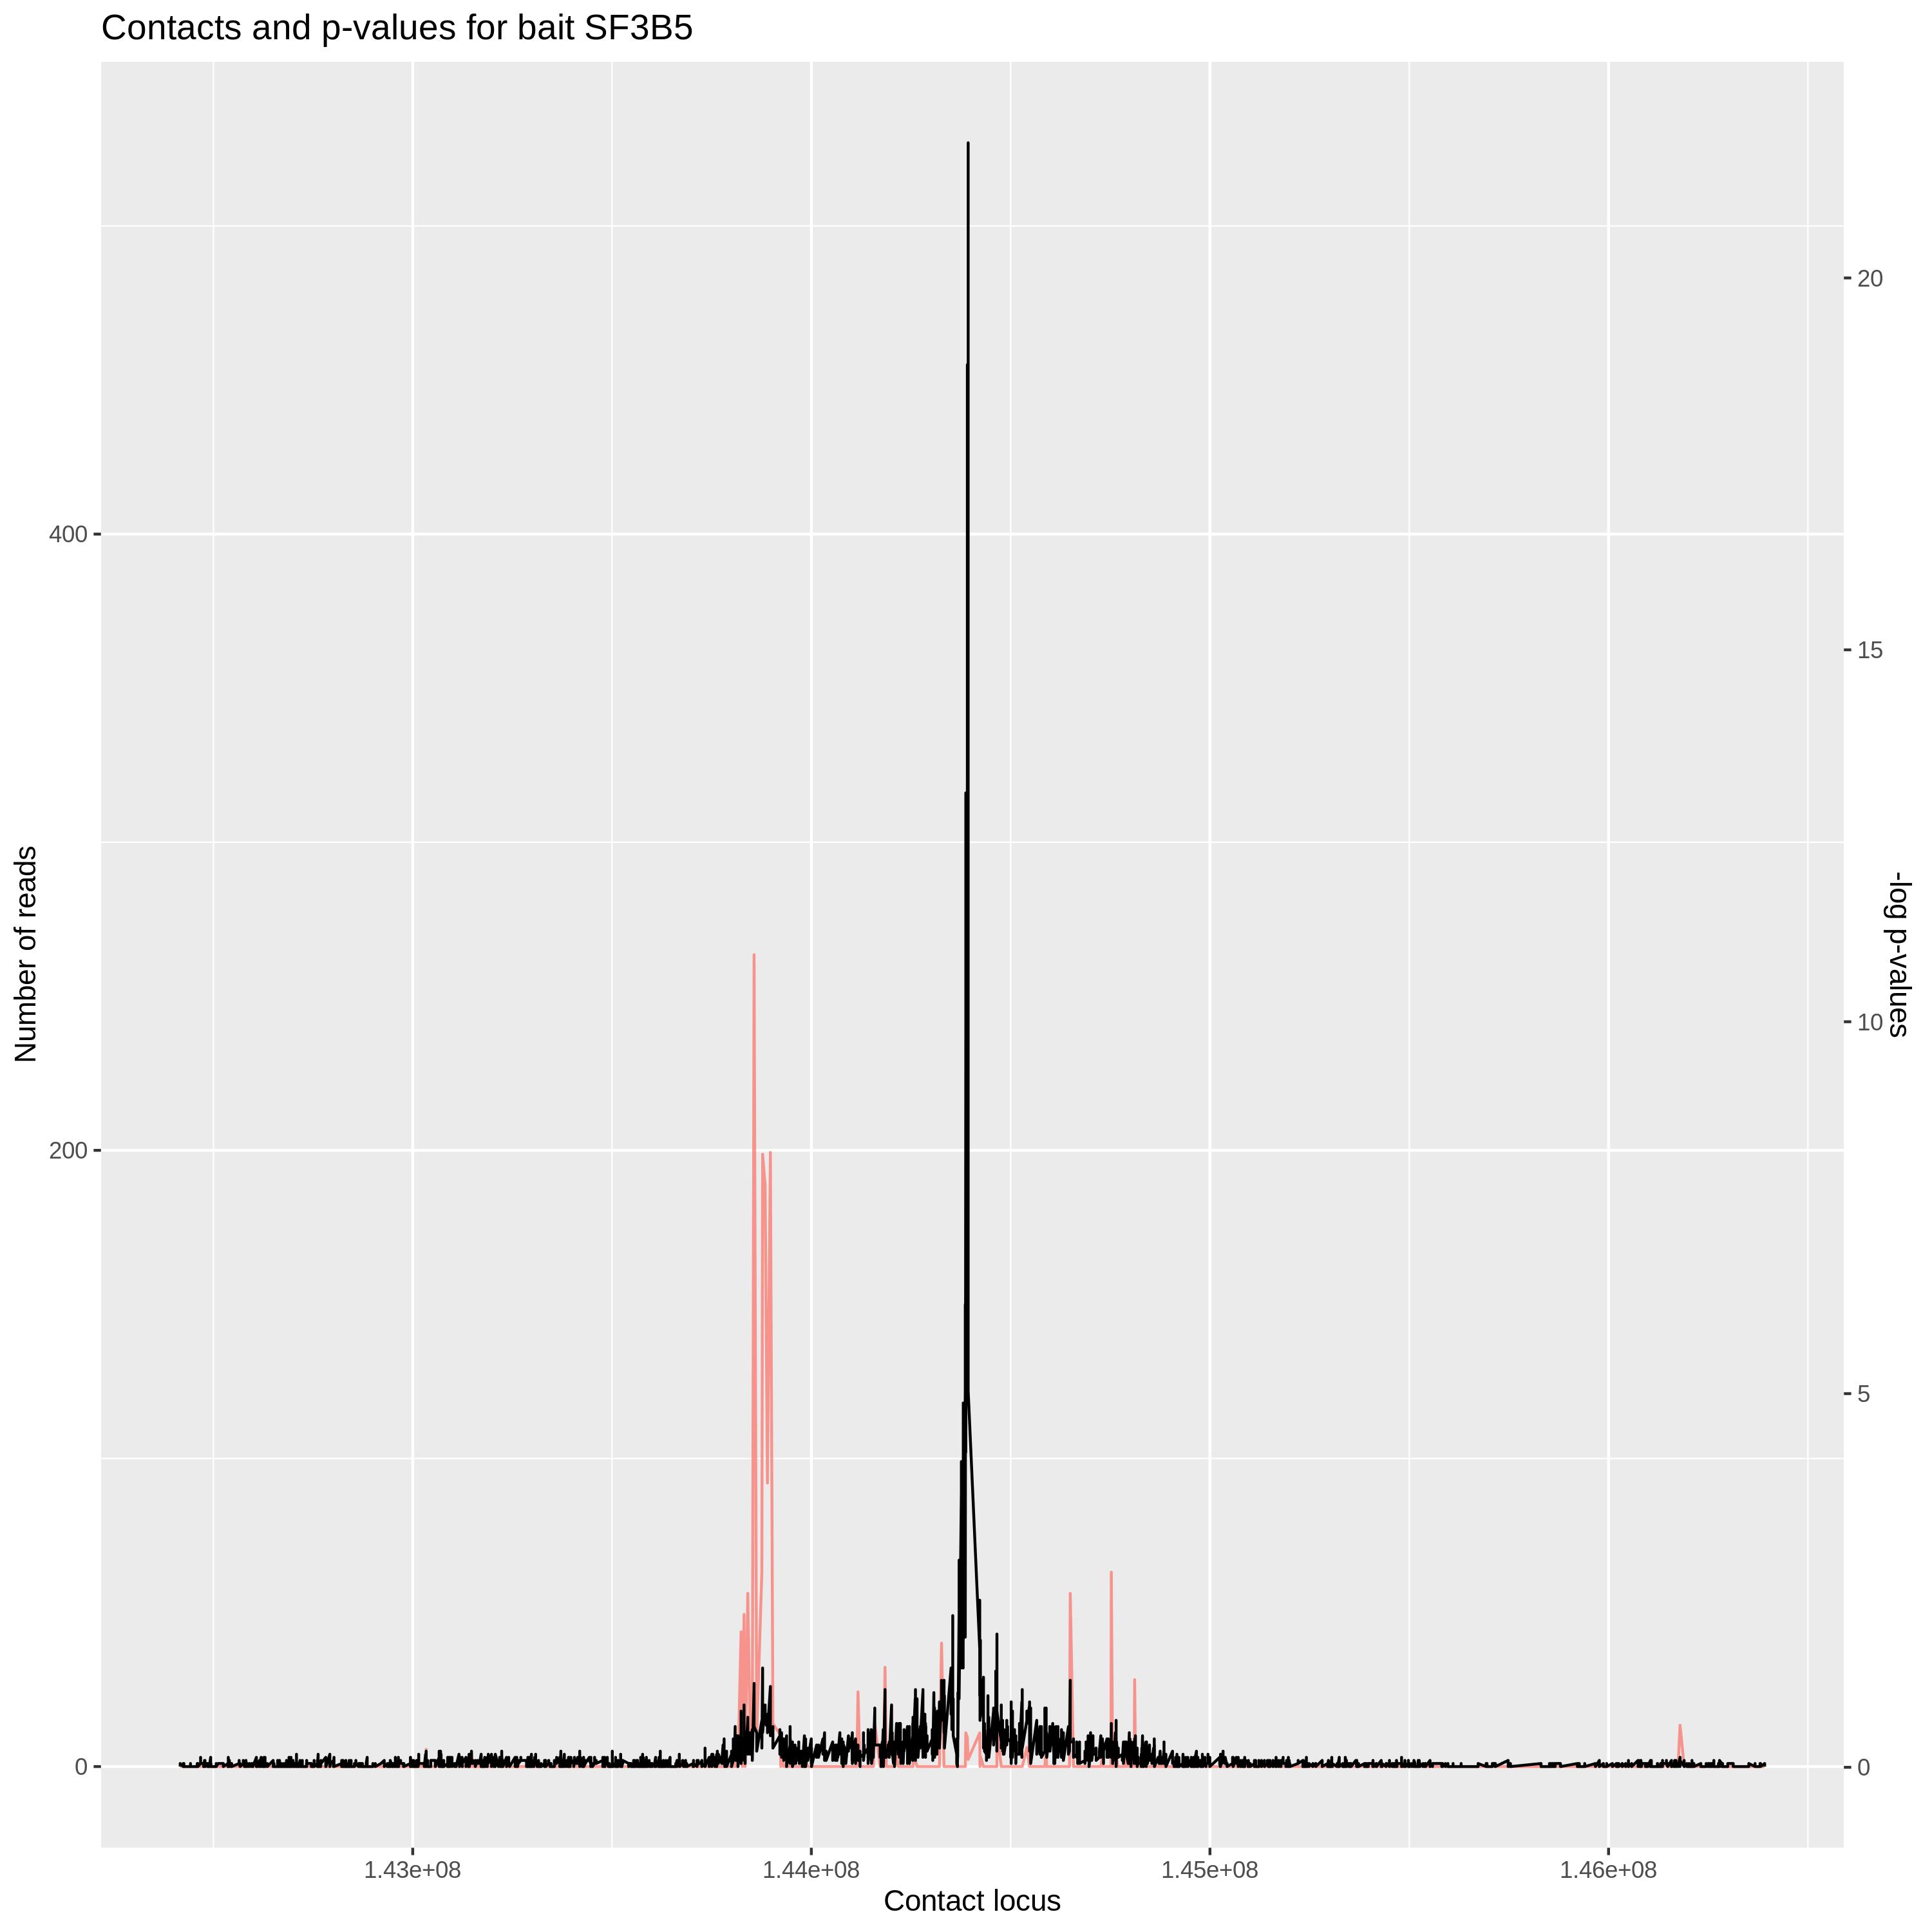 Contacts and p-values for bait SF3B5
Number of reads
400
200
0
20
15
10
5
0
-log p-values
1.43e+08
1.44e+08
1.45e+08
1.46e+08
Contact locus